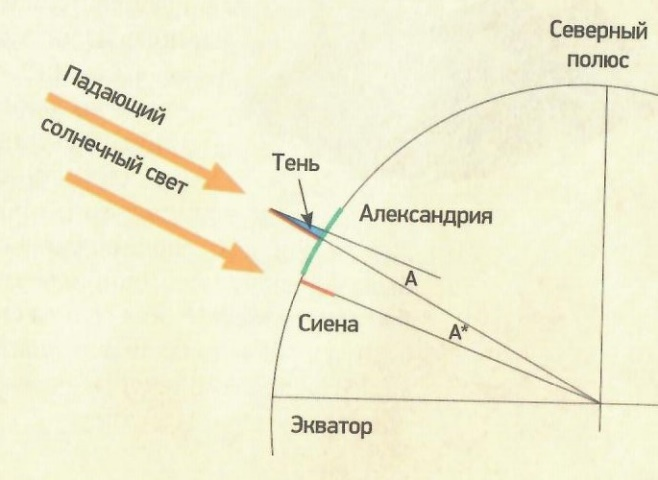 Северный
полюс
Падающий
солнечный свет
Тень
Александрия
A
Сиена
A*
Экватор